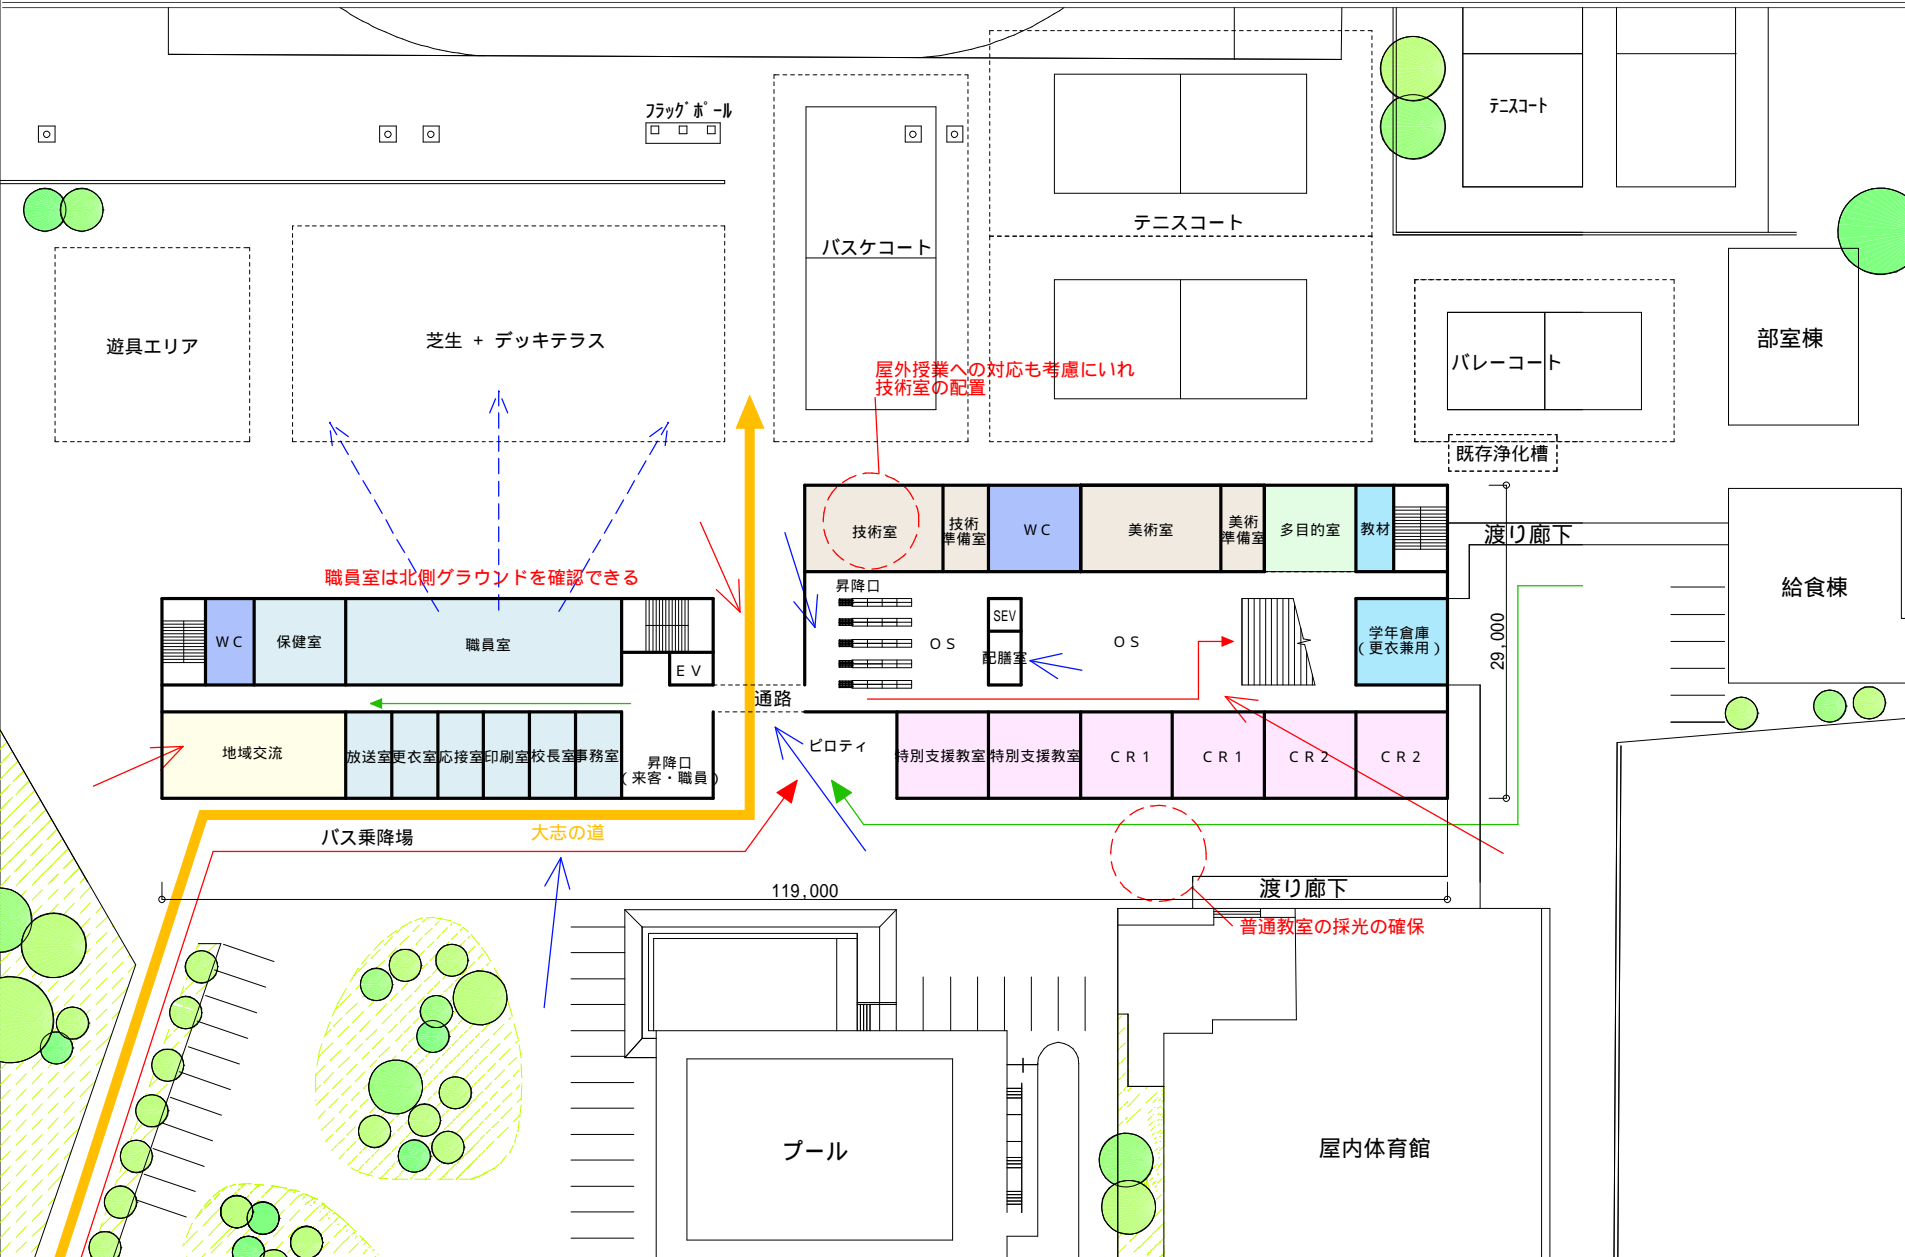 フラッグポール
テニスコート
テニスコート
バスケコート
遊具エリア
芝生 + デッキテラス
部室棟
バレーコート
屋外授業への対応も考慮にいれ
技術室の配置
既存浄化槽
技術室
技術
準備室
WC
美術室
美術
準備室
多目的室
教材
渡り廊下
給食棟
職員室は北側グラウンドを確認できる
昇降口
WC
保健室
職員室
EV
OS
SEV
配膳室
OS
学年倉庫
(更衣兼用)
29,000
通路
地域交流
放送室
更衣室
応接室
印刷室
校長室
事務室
昇降口
(来客・職員)
ピロティ
特別支援教室
特別支援教室
CR1
CR1
CR2
CR2
バス乗降場
大志の道
119,000
渡り廊下
普通教室の採光の確保
プール
屋内体育館